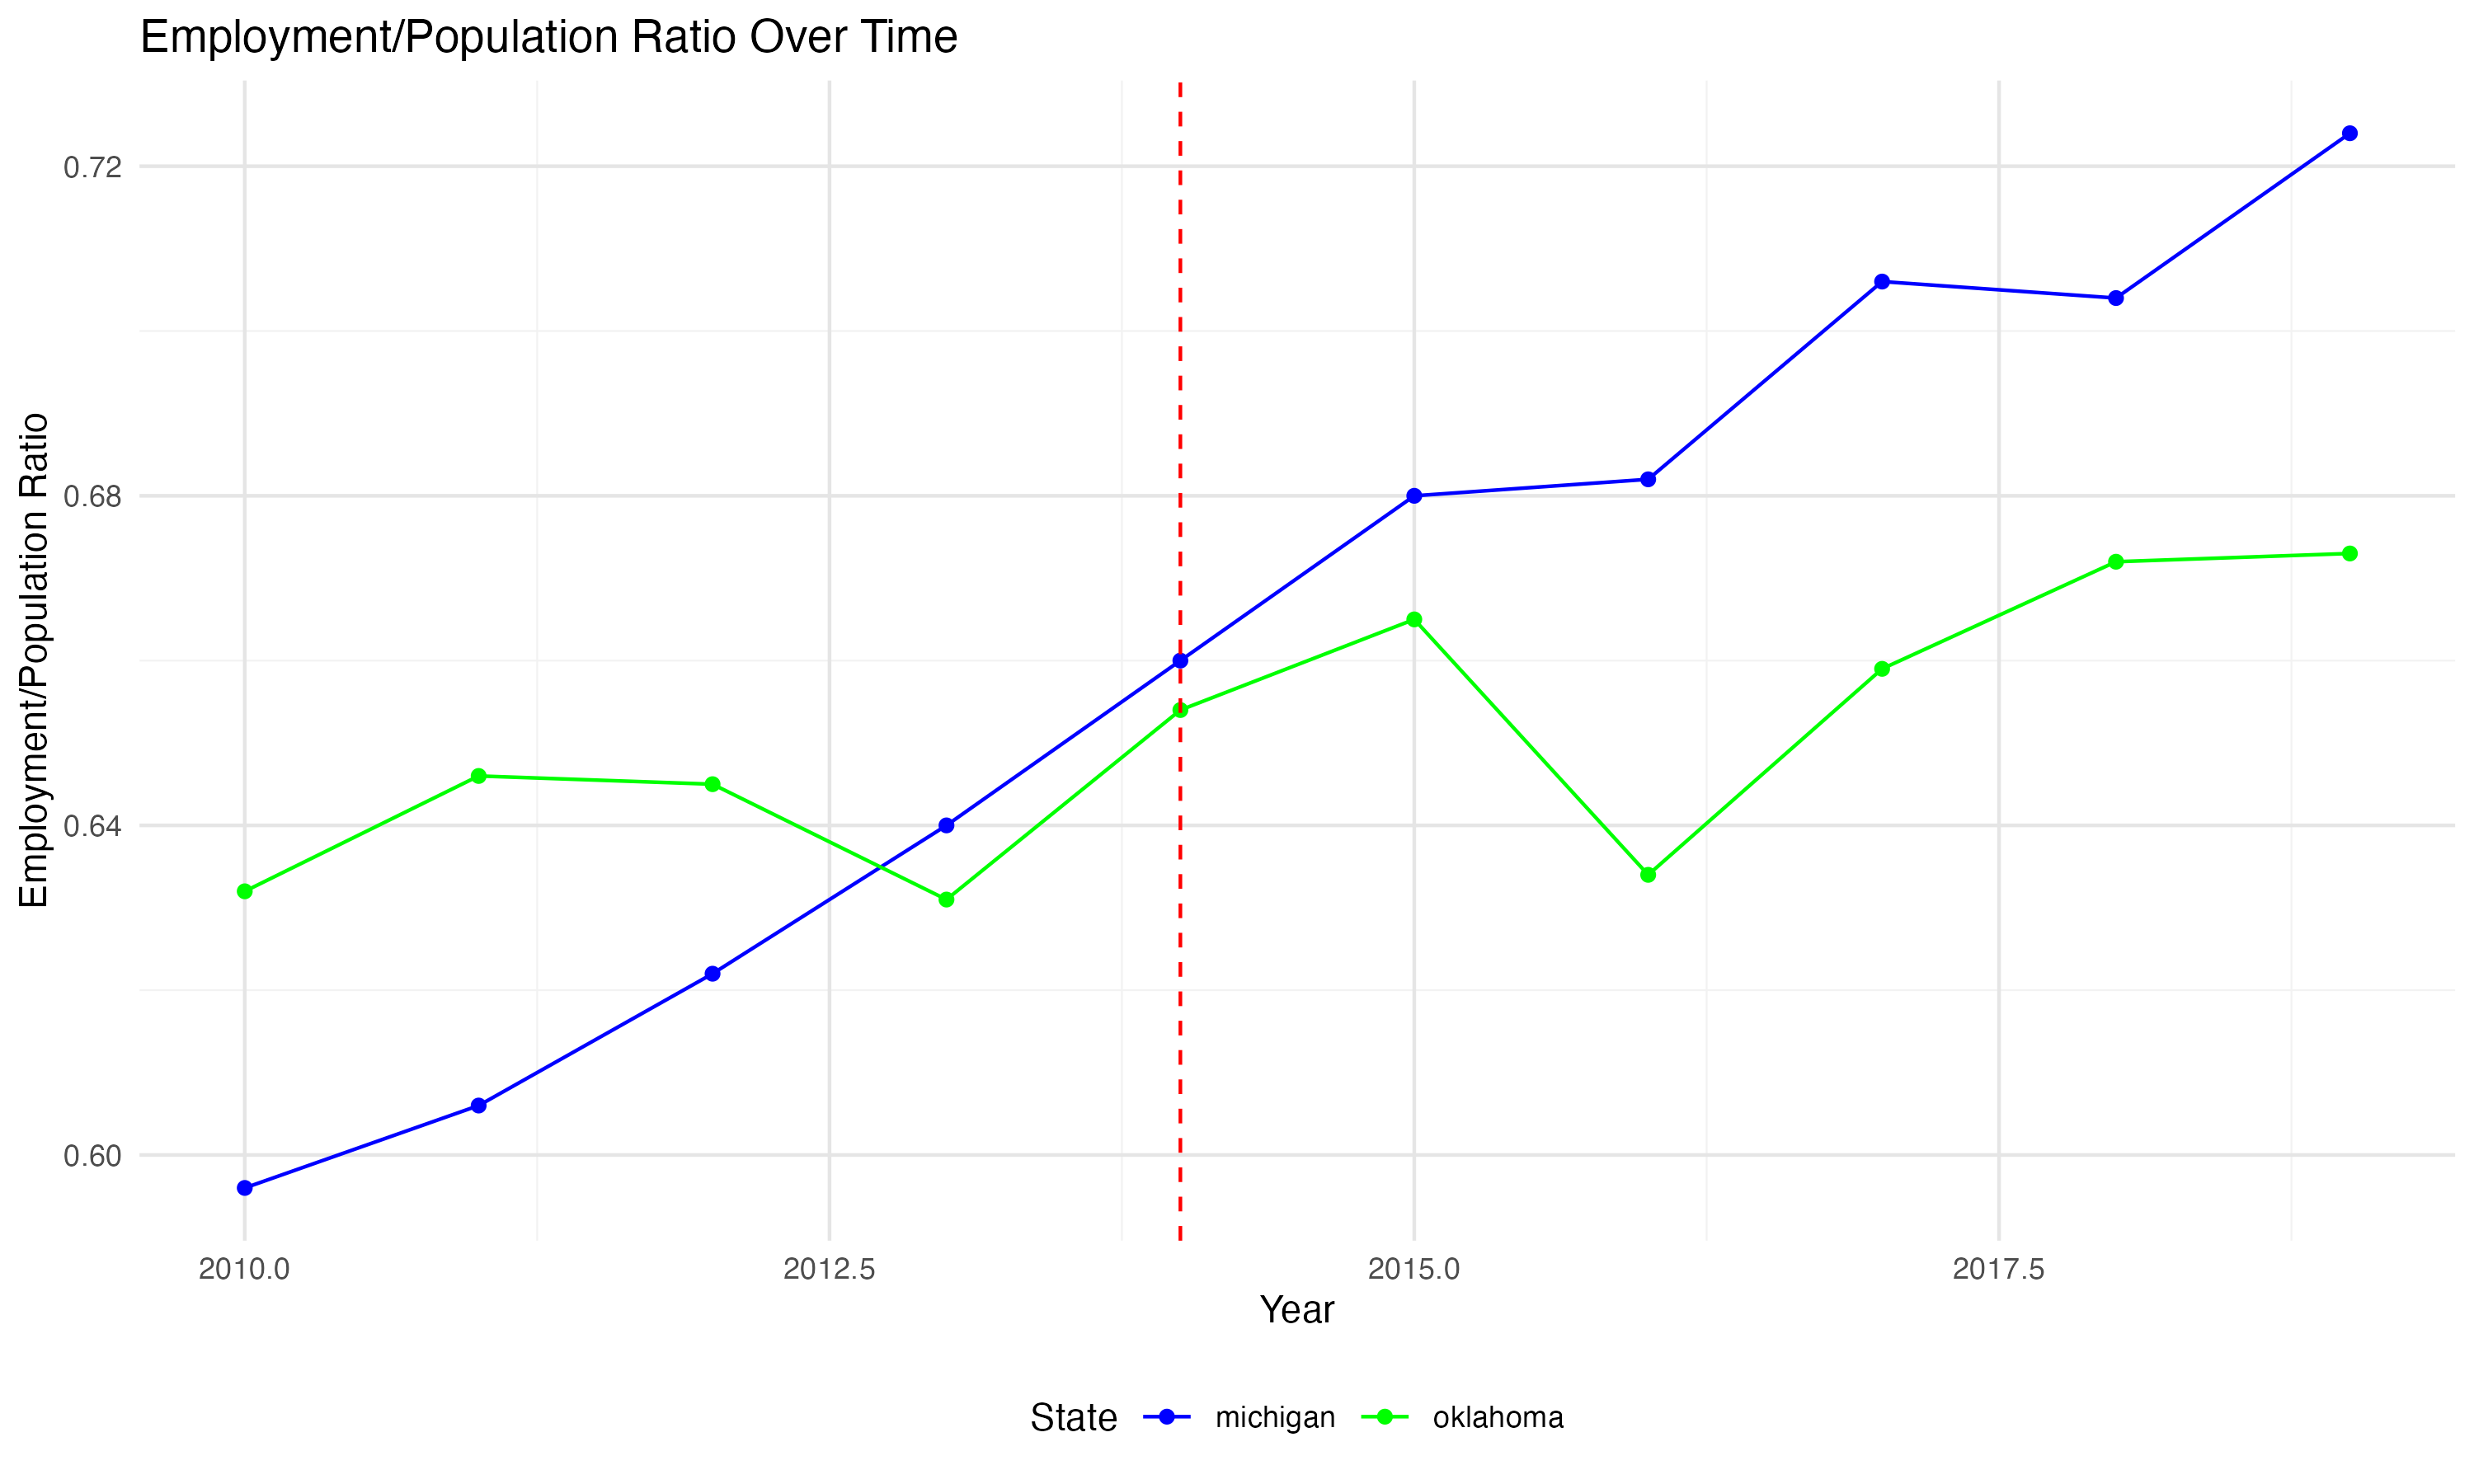 Employment/Population Ratio Over Time
Employment/Population Ratio
0.72
0.68
0.64
0.60
2010.0 2012.5 2015.0 2017.5
Year
State michigan oklahoma